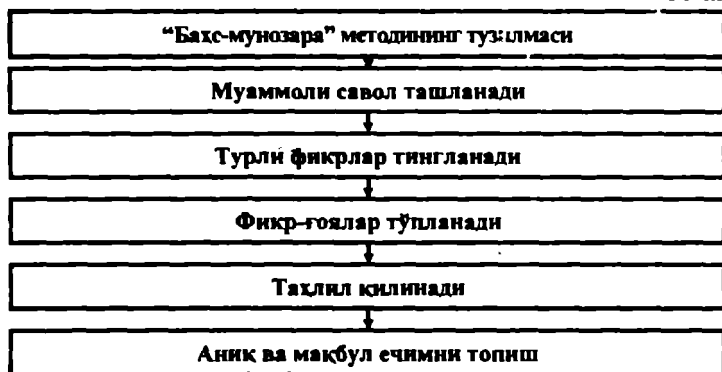 “Баҳс-мунозара” методининг тузилмаси
Муаммоли савол ташланади
Турли фикрлар тингланади
Фикр-ғоялар тўпланади
Таҳлил қилинади
Аниқ ва мақбул ечимни топиш